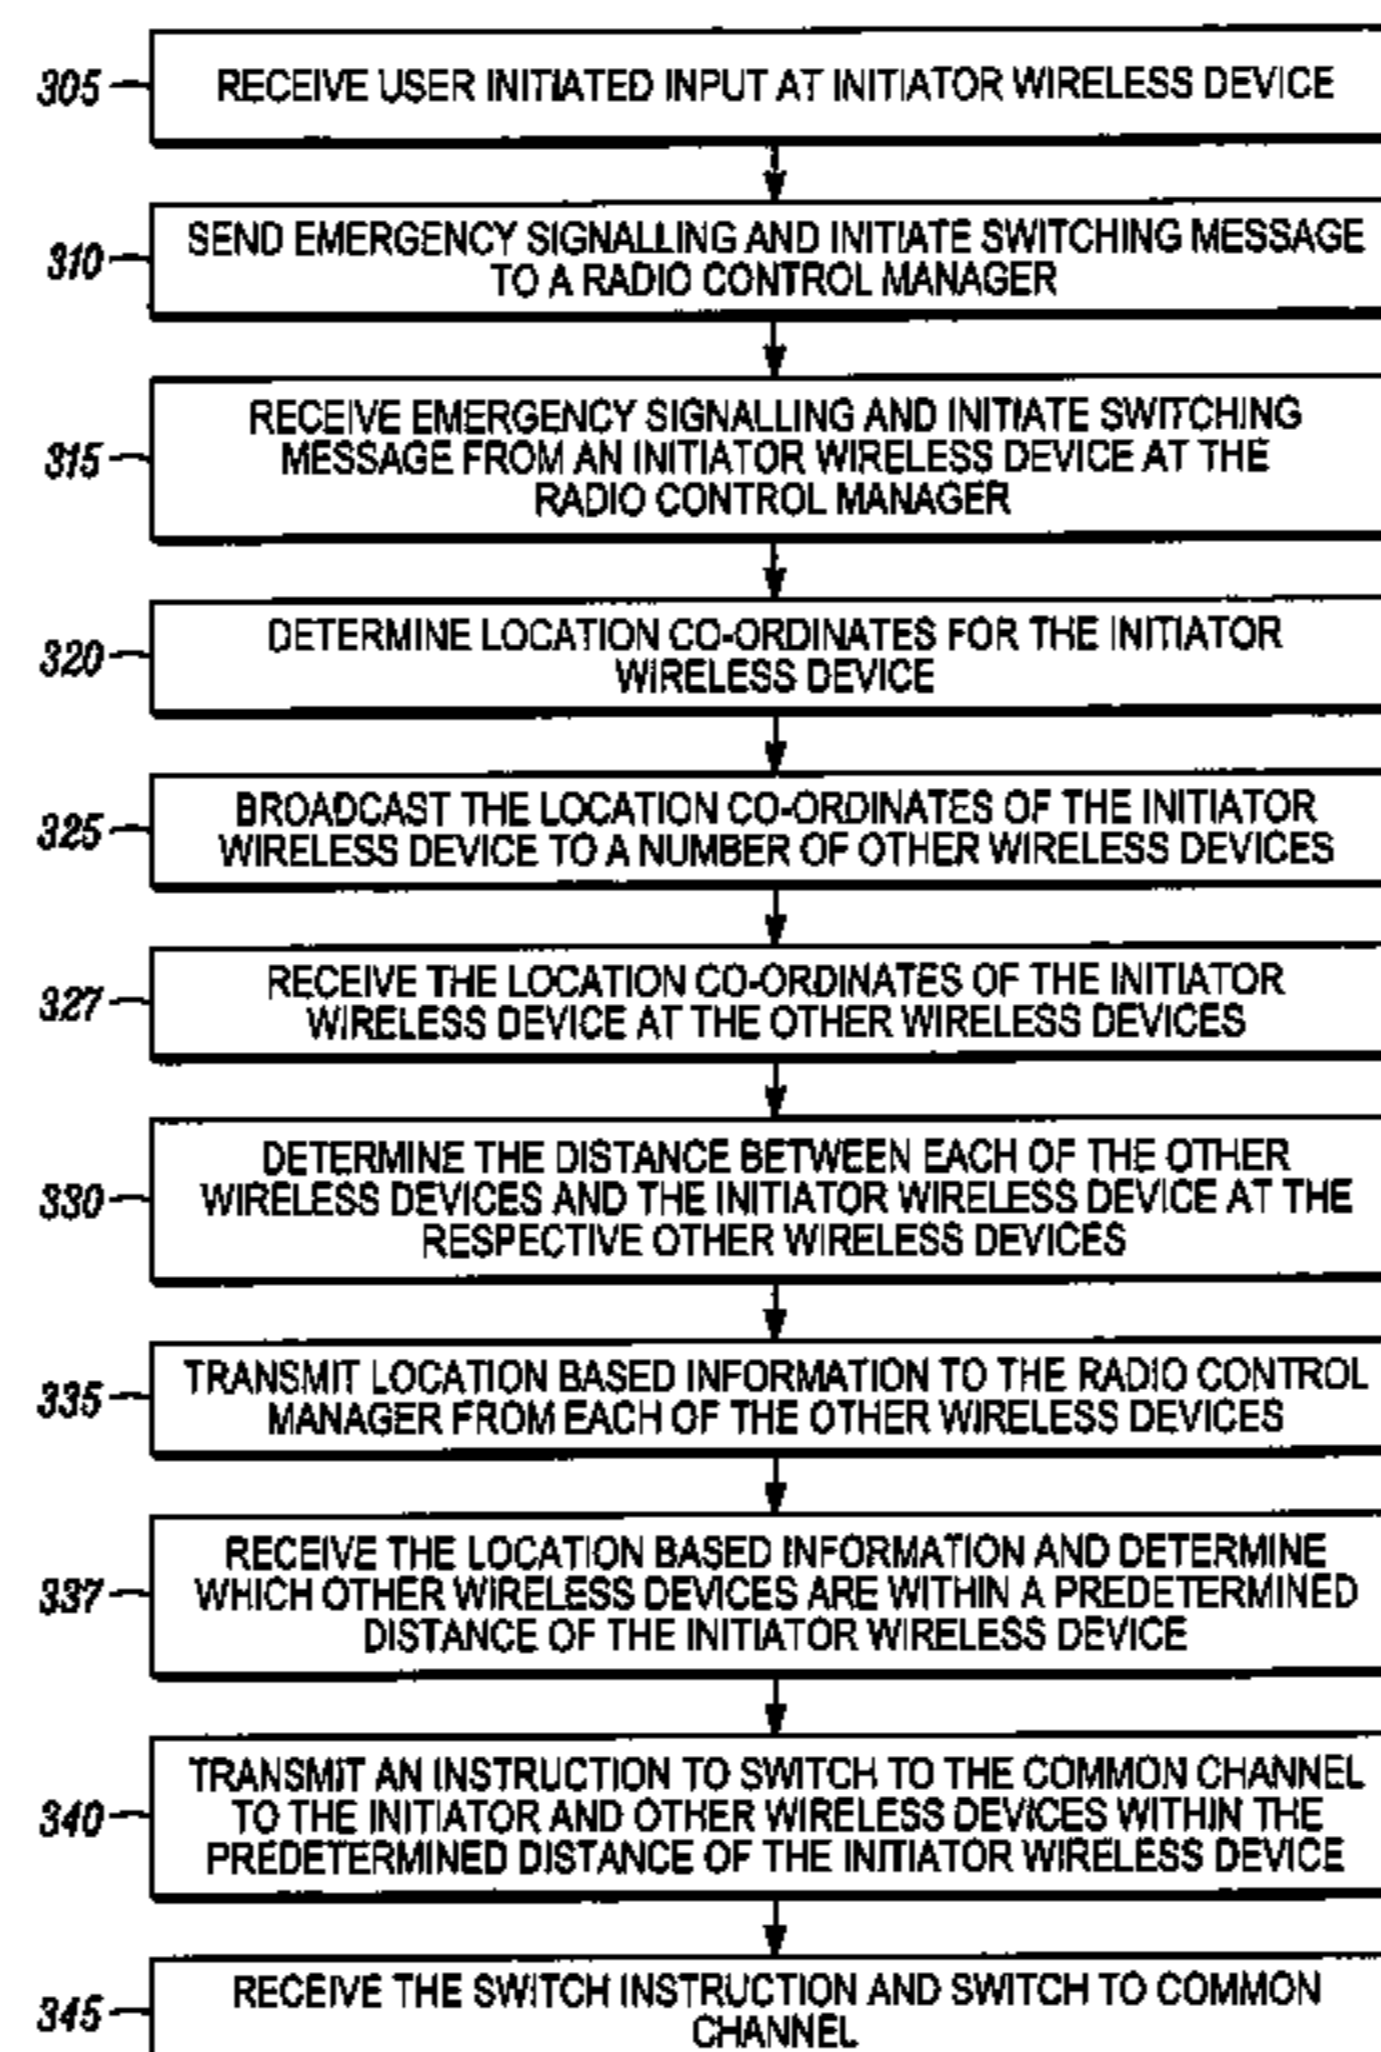 305
RECEIVE USER INITIATED INPUT AT INITIATOR WIRELESS DEVICE
310
SEND EMERGENCY SIGNALLING AND INITIATE SWITCHING MESSAGE
TO A RADIO CONTROL MANAGER
315
RECEIVE EMERGENCY SIGNALLING AND INITIATE SWITCHING
MESSAGE FROM AN INITIATOR WIRELESS DEVICE AT THE
RADIO CONTROL MANAGER
320
DETERMINE LOCATION CO-ORDINATES FOR THE INITIATOR
WIRELESS DEVICE
325
BROADCAST THE LOCATION CO-ORDINATES OF THE INITIATOR
WIRELESS DEVICE TO A NUMBER OF OTHER WIRELESS DEVICES
327
RECEIVE THE LOCATION CO-ORDINATES OF THE INITIATOR
WIRELESS DEVICE AT THE OTHER WIRELESS DEVICES
330
DETERMINE THE DISTANCE BETWEEN EACH OF THE OTHER
WIRELESS DEVICES AND THE INITIATOR WIRELESS DEVICE AT THE
RESPECTIVE OTHER WIRELESS DEVICES
335
TRANSMIT LOCATION BASED INFORMATION TO THE RADIO CONTROL
MANAGER FROM EACH OF THE OTHER WIRELESS DEVICES
337
RECEIVE THE LOCATION BASED INFORMATION AND DETERMINE
WHICH OTHER WIRELESS DEVICES ARE WITHIN A PREDETERMINED
DISTANCE OF THE INITIATOR WIRELESS DEVICE
340
TRANSMIT AN INSTRUCTION TO SWITCH TO THE COMMON CHANNEL
TO THE INITIATOR AND OTHER WIRELESS DEVICES WITHIN THE
PREDETERMINED DISTANCE OF THE INITIATOR WIRELESS DEVICE
345
RECEIVE THE SWITCH INSTRUCTION AND SWITCH TO COMMON
CHANNEL